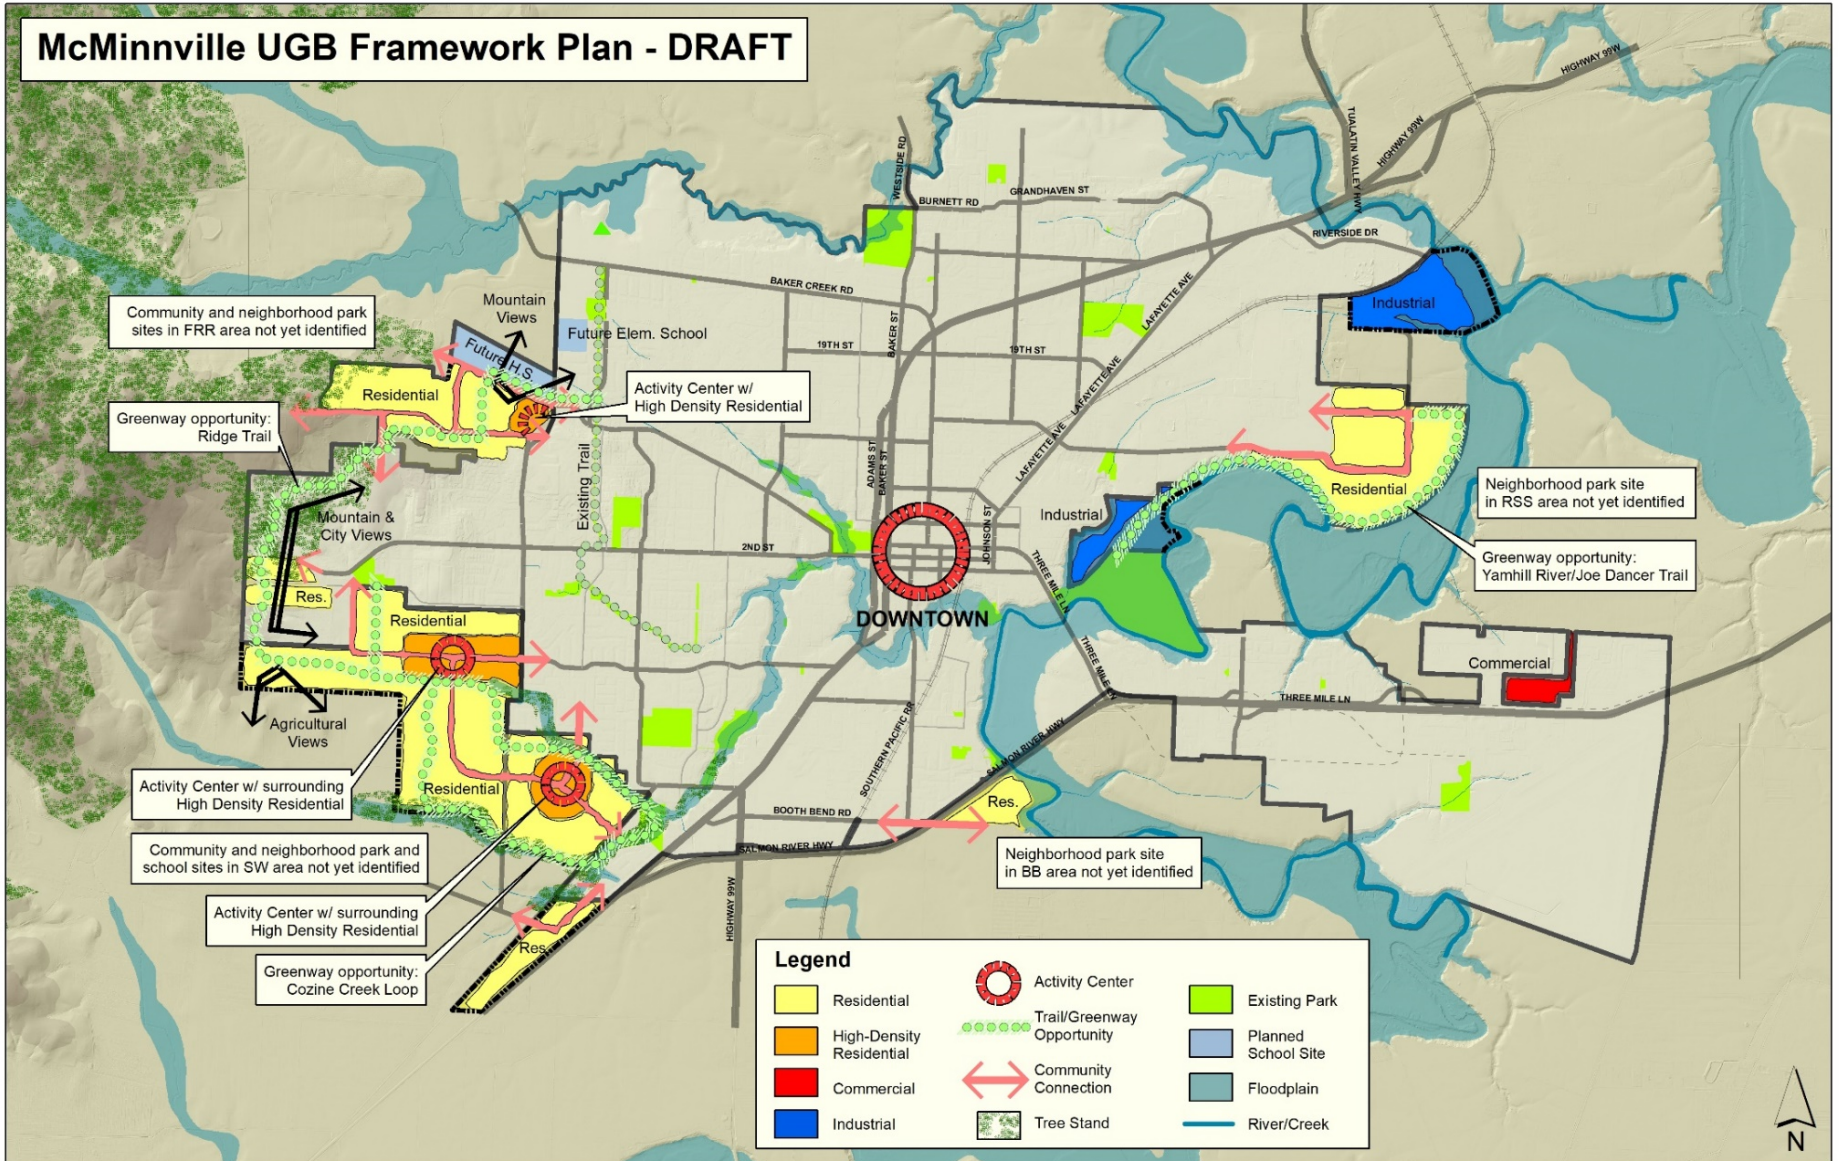 McMinnville UGB Framework Plan - DRAFT
HIGHWAY 99W
TUALATIN VALLEY HWY
HIGHWAY 99W
WESTSIDE RD
GRANDHAVEN ST
BURNETT RD
RIVERSIDE DR
BAKER CREEK RD
LAFAYETTE AVE
Industrial
Community and neighborhood park
sites in FRR area not yet identified
Mountain
Views
Future Elem. School
Future H.S.
BAKER ST
19TH ST
19TH ST
Residential
Activity Center w/
High Density Residential
LAFAYETTE AVE
Greenway opportunity:
Ridge Trail
ADAMS ST
BAKER ST
LAFAYETTE AVE
Existing Trail
Residential
Neighborhood park site
in RSS area not yet identified
Mountain &
City Views
Industrial
JOHNSON ST
2ND ST
THREE MILE LN
Greenway opportunity:
Yamhill River/Joe Dancer Trail
Res.
Residential
DOWNTOWN
THREE MILE LN
Commercial
THREE MILE LN
Agricultural
Views
SOUTHERN PACIFIC RR
SALMON RIVER HWY
Activity Center w/ surrounding
High Density Residential
Residential
Res.
BOOTH BEND RD
SALMON RIVER HWY
Community and neighborhood park and
school sites in SW area not yet identified
Neighborhood park site
in BB area not yet identified
HIGHWAY 99W
Activity Center w/ surrounding
High Density Residential
Res.
Greenway opportunity:
Cozine Creek Loop
Legend
Residential
High-Density
Residential
Commercial
Industrial
Activity Center
Trail/Greenway
Opportunity
Community
Connection
Tree Stand
Existing Park
Planned
School Site
Floodplain
River/Creek
N